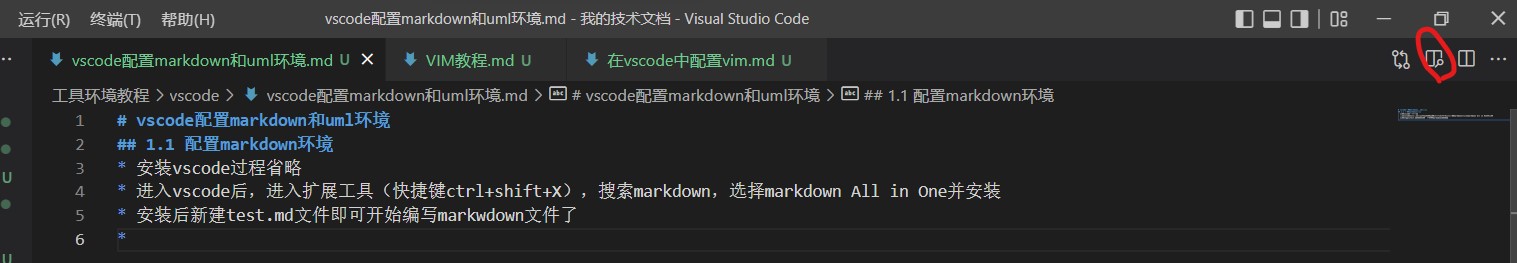 运行(R) 终端(T) 帮助(H) vscode配置markdown和uml环境.md - 我的技术文档 - Visual Studio Code
vscode配置markdown和uml环境.md U VIM教程.md U 在vscode中配置vim.md U
工具环境教程 > vscode > vscode配置markdown和uml环境.md > # vscode配置markdown和uml环境 > ## 1.1 配置markdown环境
1 # vscode配置markdown和uml环境
2 ## 1.1 配置markdown环境
3 * 安装vscode过程省略
U 4 * 进入vscode后，进入扩展工具（快捷键ctrl+shift+X），搜索markdown，选择markdown All in One并安装
5 * 安装后新建test.md文件即可开始编写markwdown文件了
6 *
U